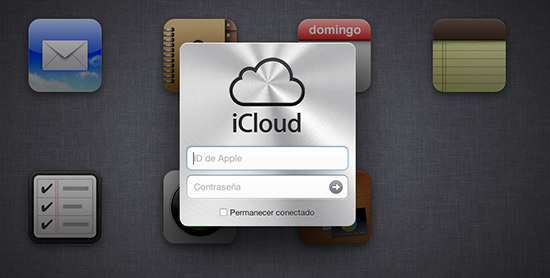 domingo
iCloud
ID de Apple
Contraseña
Permanecer conectado